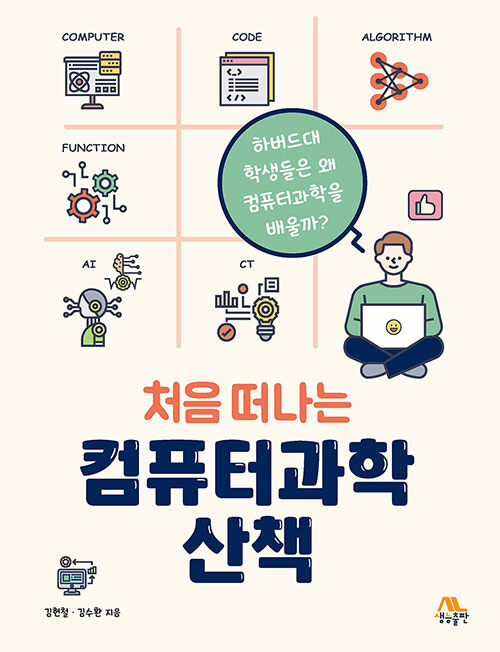 COMPUTER
CODE
ALGORITHM
FUNCTION
하버드대
학생들은 왜
컴퓨터과학을
배울까?
AI
CT
처음 떠나는
컴퓨터과학
산책
김현철 · 김수환 지음
생능출판